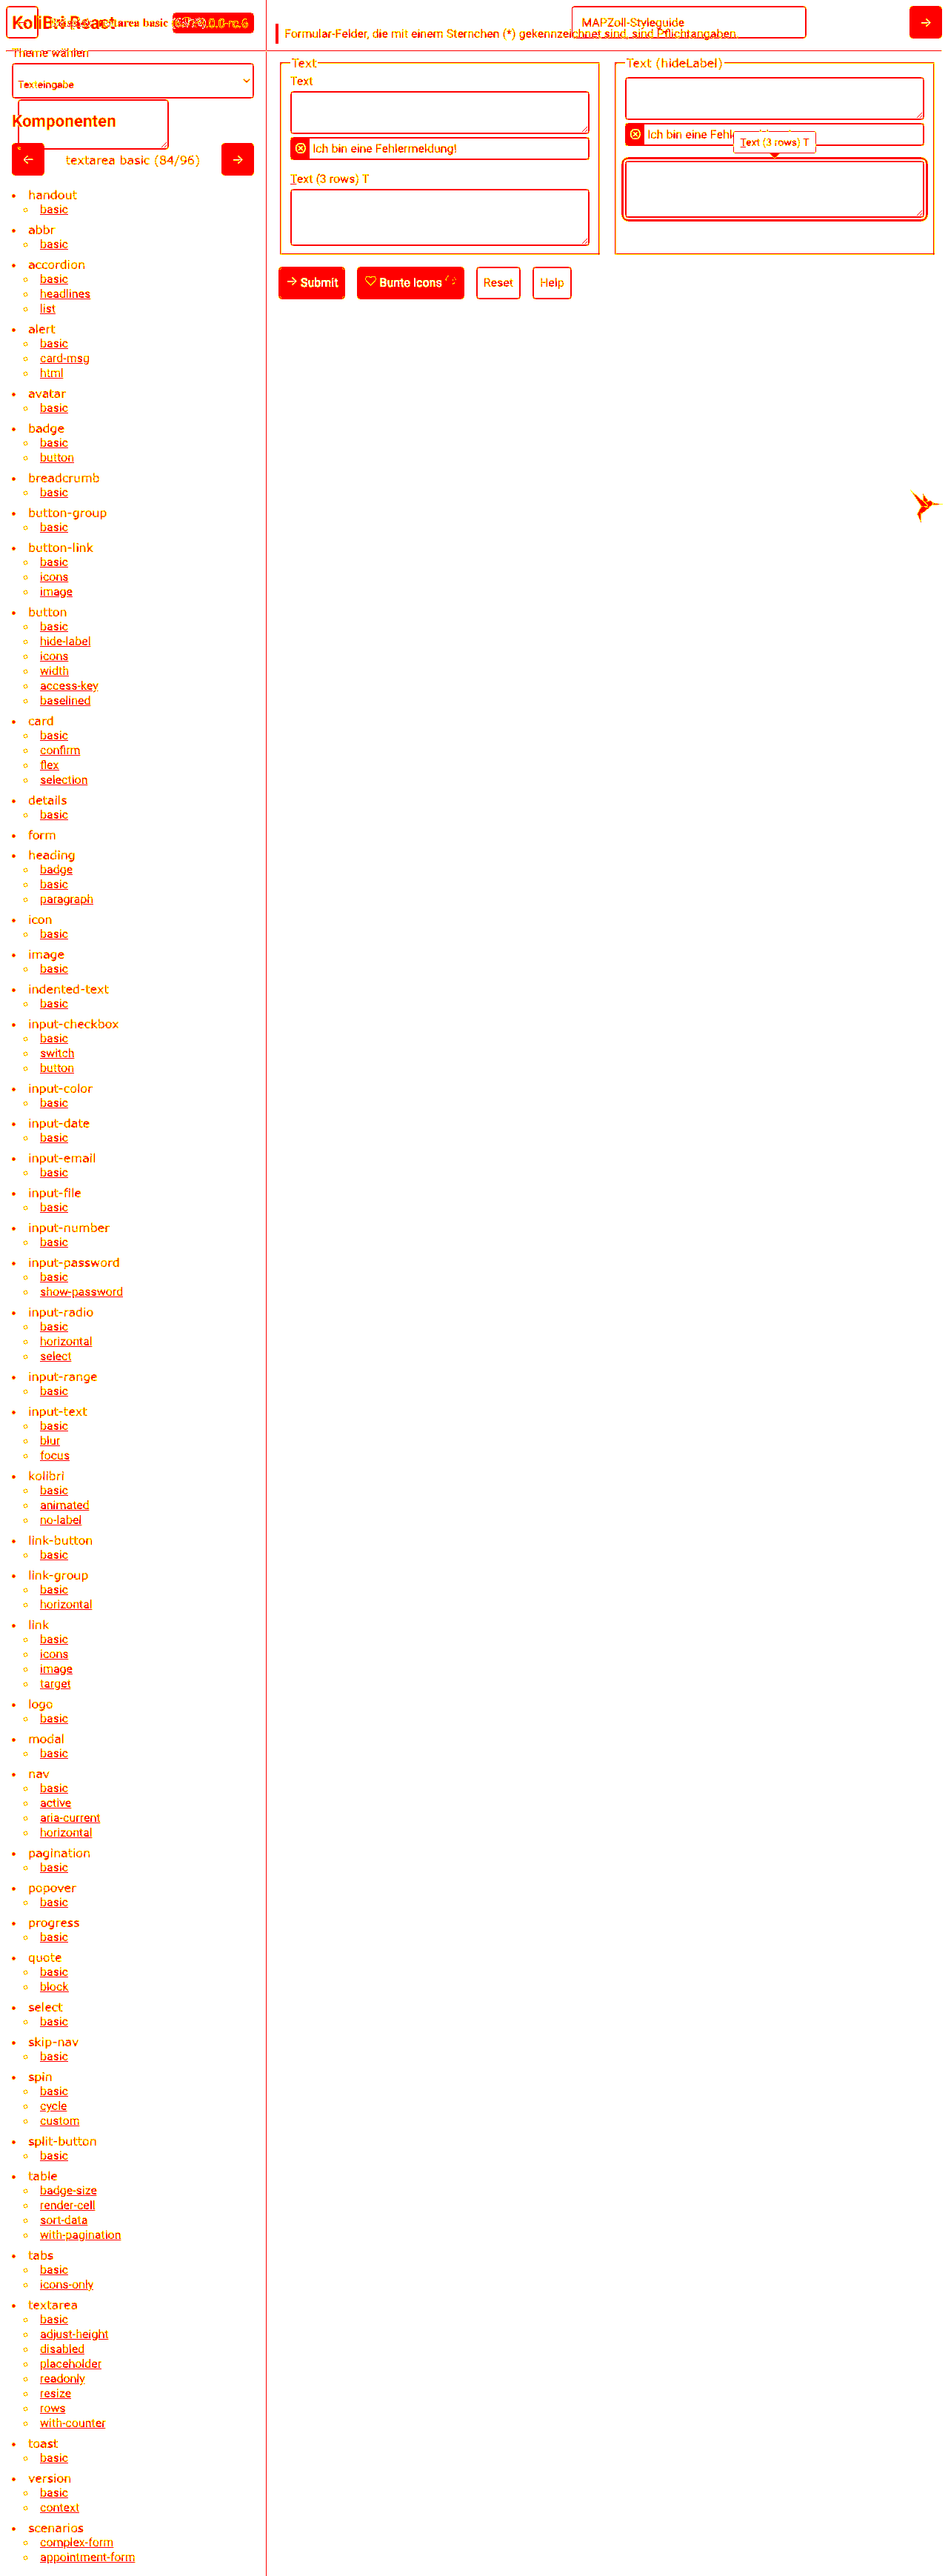 KoliBri React
textarea basic
MAPZoll-Styleguide
Formular-Felder, die mit einem Sternchen (*) gekennzeichnet sind, sind Pflichtangaben.
Theme wählen
Texteingabe
Komponenten
textarea basic (84/96)
Text
Text
Ich bin eine Fehlermeldung!
Text (3 rows) T
Text (hideLabel)
Ich bin eine
Text (3 rows) T
Submit
Bunte Icons
Reset
Help
handout
basic
abbr
basic
accordion
basic
headlines
list
alert
basic
card-msg
html
avatar
basic
badge
basic
button
breadcrumb
basic
button-group
basic
button-link
basic
icons
image
button
basic
hide-label
icons
width
access-key
baselined
card
basic
confirm
flex
selection
details
basic
form
heading
badge
basic
paragraph
icon
basic
image
basic
indented-text
basic
input-checkbox
basic
switch
button
input-color
basic
input-date
basic
input-email
basic
input-file
basic
input-number
basic
input-password
basic
show-password
input-radio
basic
horizontal
select
input-range
basic
input-text
basic
blur
focus
kolibri
basic
animated
no-label
link-button
basic
link-group
basic
horizontal
link
basic
icons
image
target
logo
basic
modal
basic
nav
basic
active
aria-current
horizontal
pagination
basic
popover
basic
progress
basic
quote
basic
block
select
basic
skip-nav
basic
spin
basic
cycle
custom
split-button
basic
table
badge-size
render-cell
sort-data
with-pagination
tabs
basic
icons-only
textarea
basic
adjust-height
disabled
placeholder
readonly
resize
rows
with-counter
toast
basic
version
basic
context
scenarios
complex-form
appointment-form